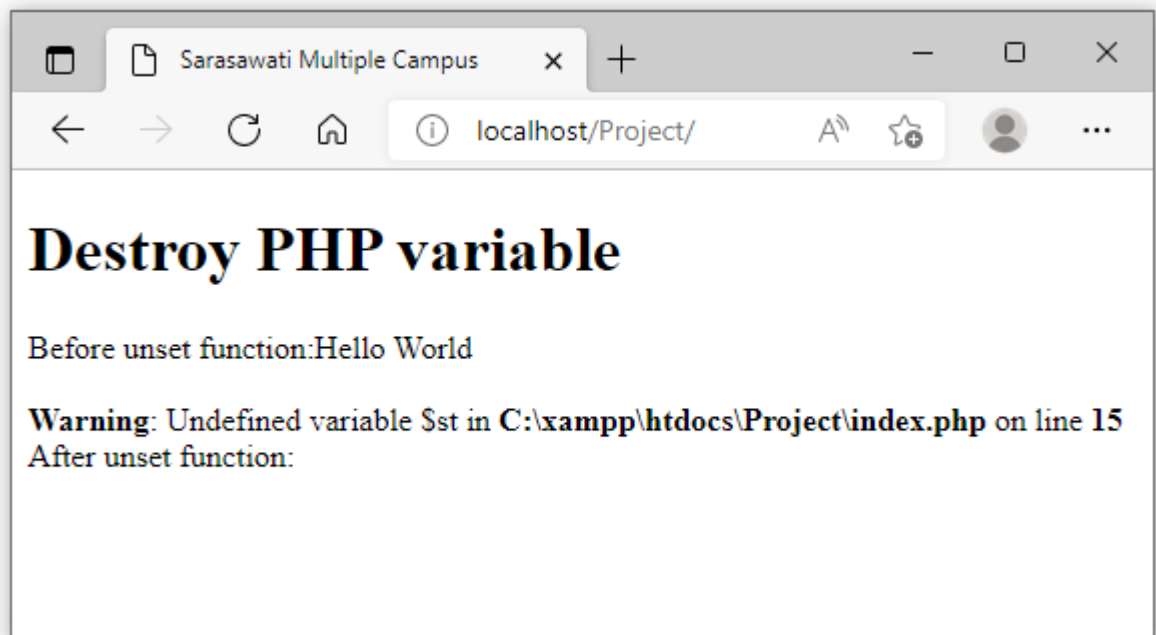 Sarasawati Multiple Campus
localhost/Project/
Destroy PHP variable
Before unset function:Hello World
Warning: Undefined variable $st in C:\xampp\htdocs\Project\index.php on line 15
After unset function: